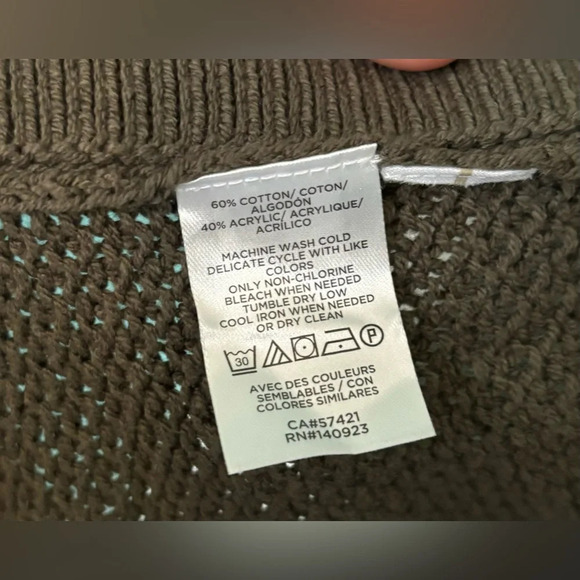 60% COTTON/ COTON/
ALGODÓN
40% ACRYLIC/ ACRYLIQUE/
ACRÍLICO
MACHINE WASH COLD
DELICATE CYCLE WITH LIKE
COLORS
ONLY NON-CHLORINE
BLEACH WHEN NEEDED
TUMBLE DRY LOW
COOL IRON WHEN NEEDED
OR DRY CLEAN
30 P
AVEC DES COULEURS
SEMBLABLES / CON
COLORES SIMILARES
CA#57421
RN#140923